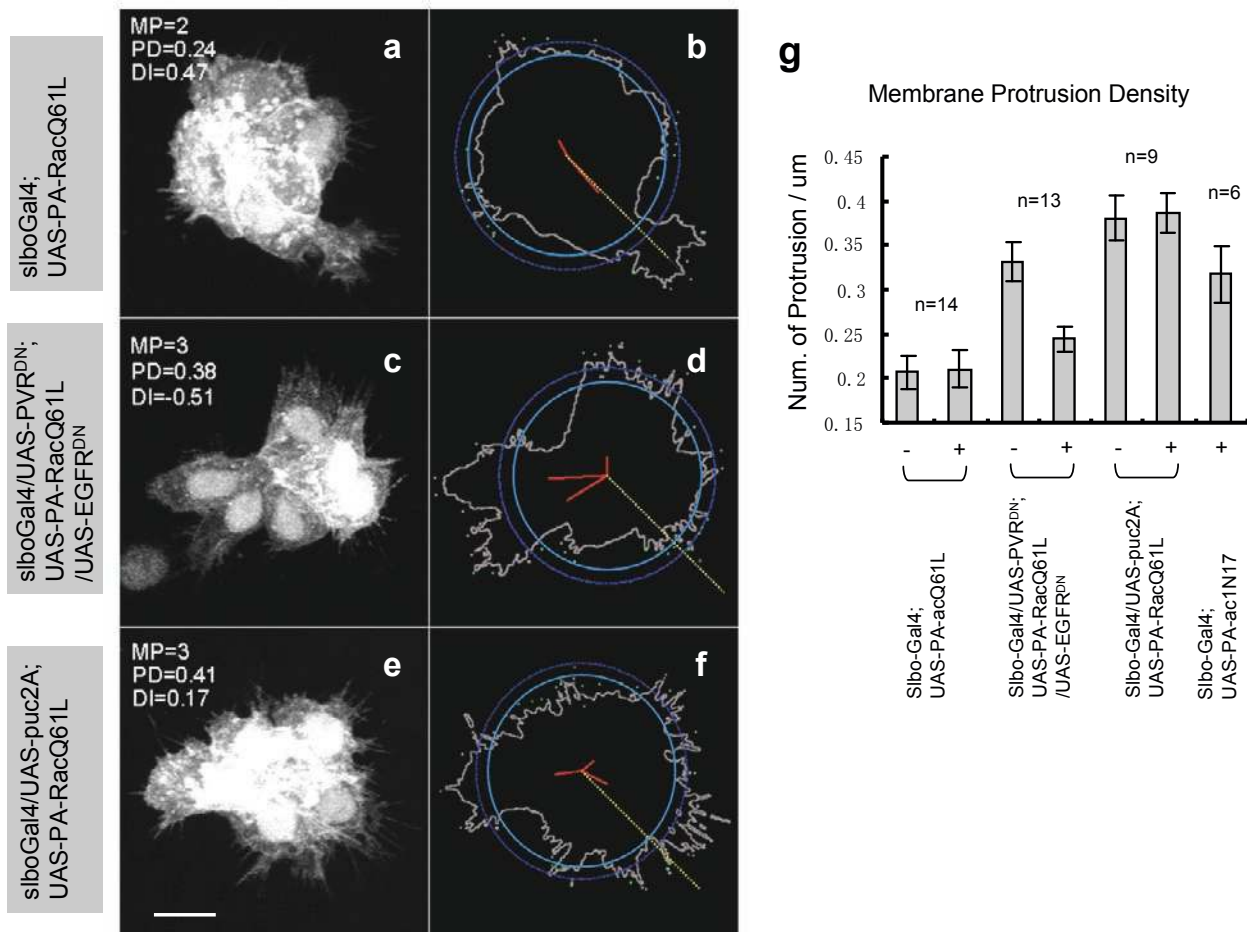 slboGal4;
UAS-PA-RacQ61L
MP=2
PD=0.24
DI=0.47
a
b
slboGal4/UAS-PVRDN;
UAS-PA-RacQ61L
/UAS-EGFRDN
MP=3
PD=0.38
DI=-0.51
c
d
slboGal4/UAS-puc2A;
UAS-PA-RacQ61L
MP=3
PD=0.41
DI=0.17
e
f
g
Membrane Protrusion Density
Num. of Protrusion / um
0.45
0.4
0.35
0.3
0.25
0.2
0.15
n=14
n=13
n=9
n=6
- + - + - + +
Slbo-Gal4;
UAS-PA-acQ61L
Slbo-Gal4/UAS-PVRDN;
UAS-PA-RacQ61L
/UAS-EGFRDN
Slbo-Gal4/UAS-puc2A;
UAS-PA-RacQ61L
Slbo-Gal4;
UAS-PA-ac1N17